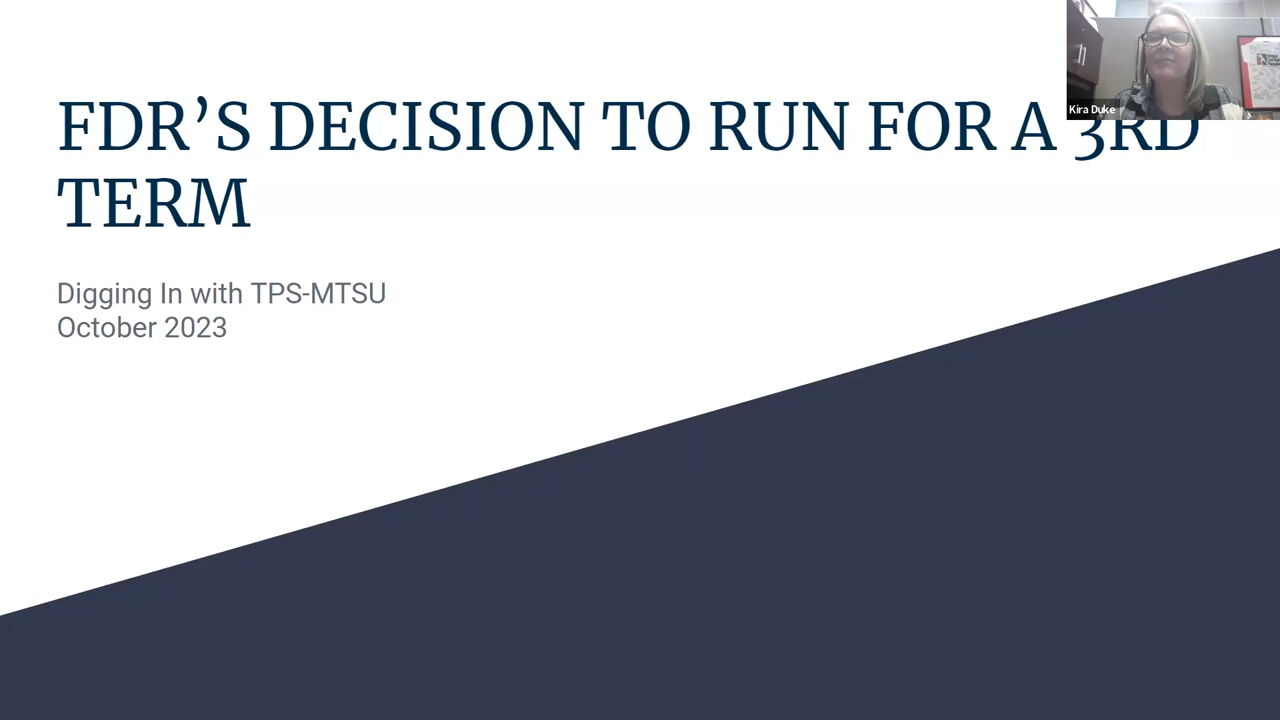 FDR’S DECISION TO RUN FOR A 3RD
TERM
Digging In with TPS-MTSU
October 2023
Kira Duke